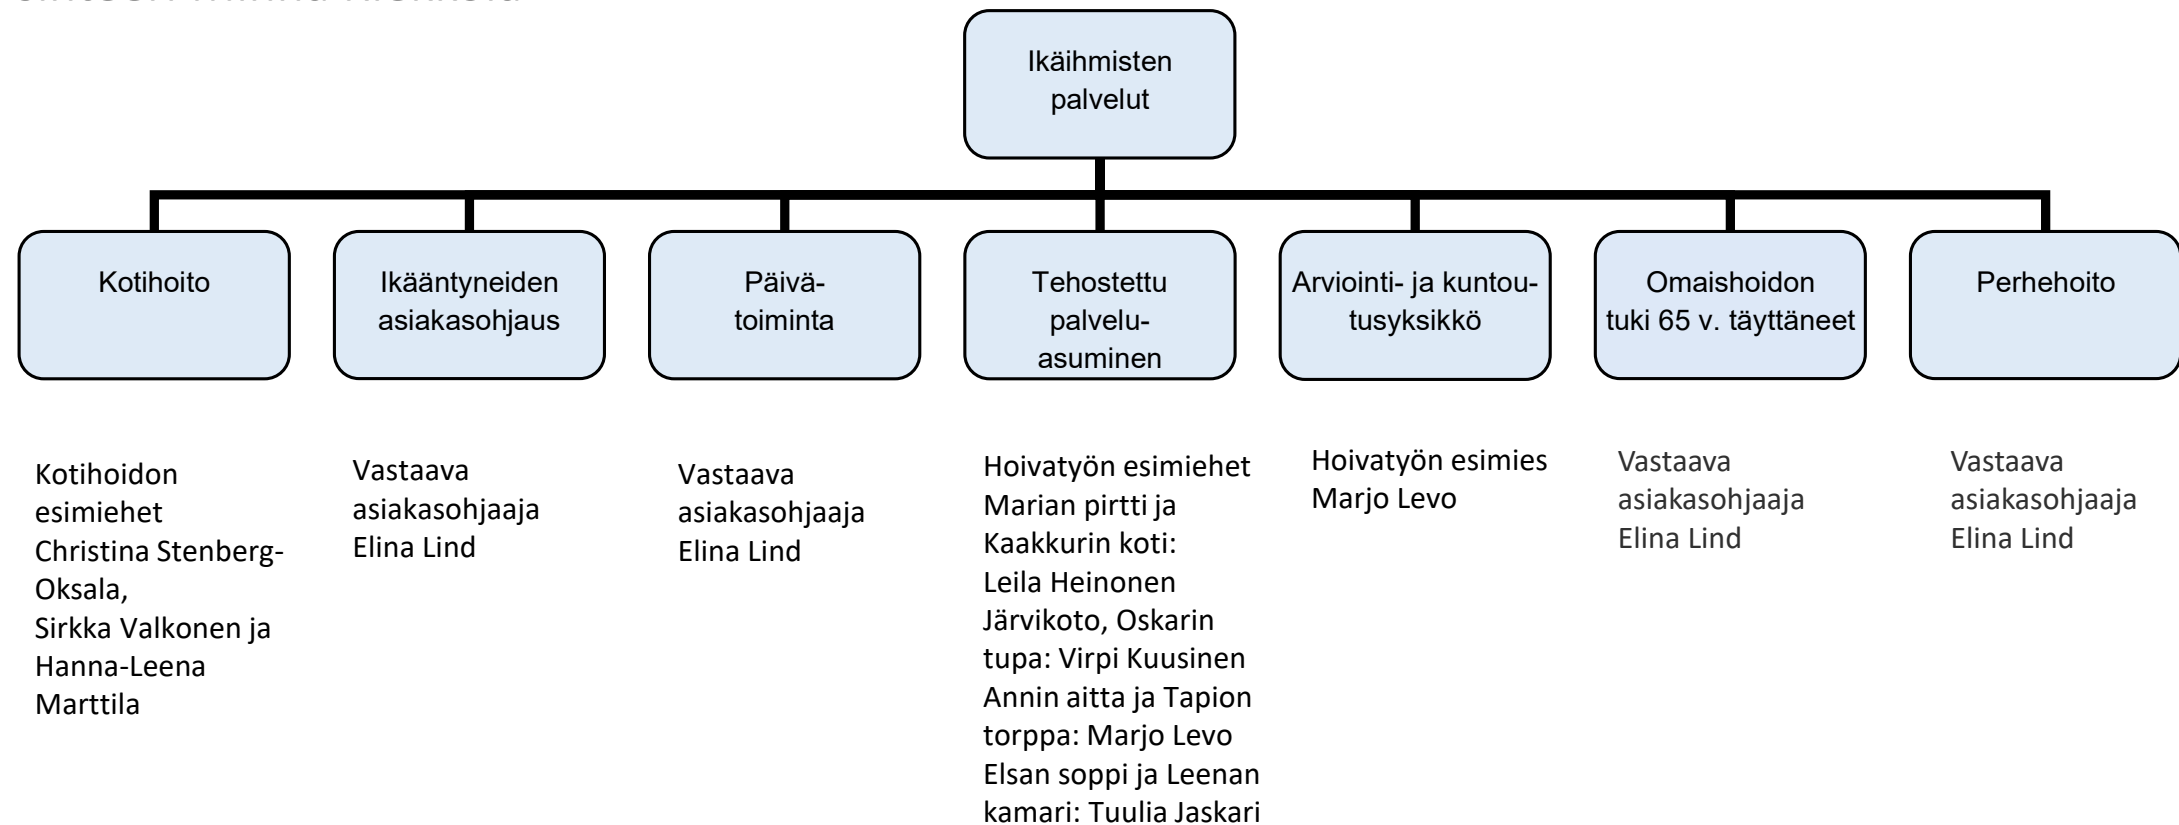 Ikäihmisten
palvelut
Kotihoito
Ikääntyneiden
asiakasohjaus
Päivä-
toiminta
Tehostettu
palvelu-
asuminen
Arviointi- ja kuntou-
tusyksikkö
Omaishoidon
tuki 65 v. täyttäneet
Perhehoito
Kotihoidon
esimiehet
Christina Stenberg-
Oksala,
Sirkka Valkonen ja
Hanna-Leena
Marttila
Vastaava
asiakasohjaaja
Elina Lind
Vastaava
asiakasohjaaja
Elina Lind
Hoivatyön esimiehet
Marian pirtti ja
Kaakkurin koti:
Leila Heinonen
Järvikoto, Oskarin
tupa: Virpi Kuusinen
Annin aitta ja Tapion
torppa: Marjo Levo
Elsan soppi ja Leenan
kamari: Tuulia Jaskari
Hoivatyön esimies
Marjo Levo
Vastaava
asiakasohjaaja
Elina Lind
Vastaava
asiakasohjaaja
Elina Lind